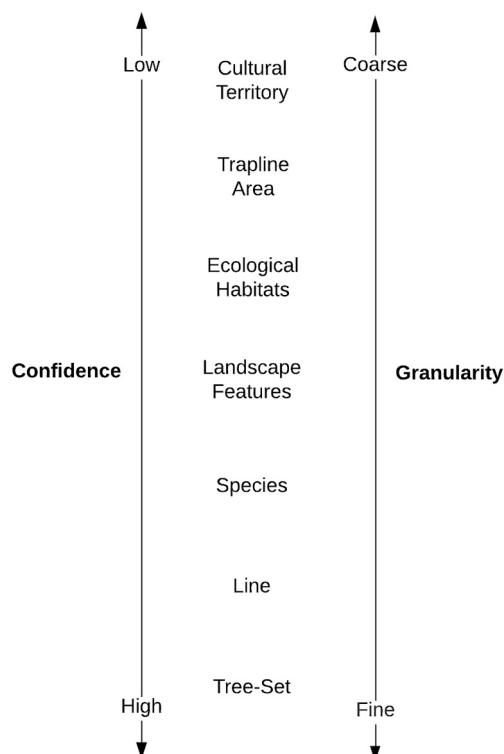 Low
Cultural
Territory
Coarse
Trapline
Area
Ecological
Habitats
Confidence
Landscape
Features
Granularity
Species
Line
Tree-Set
High
Fine